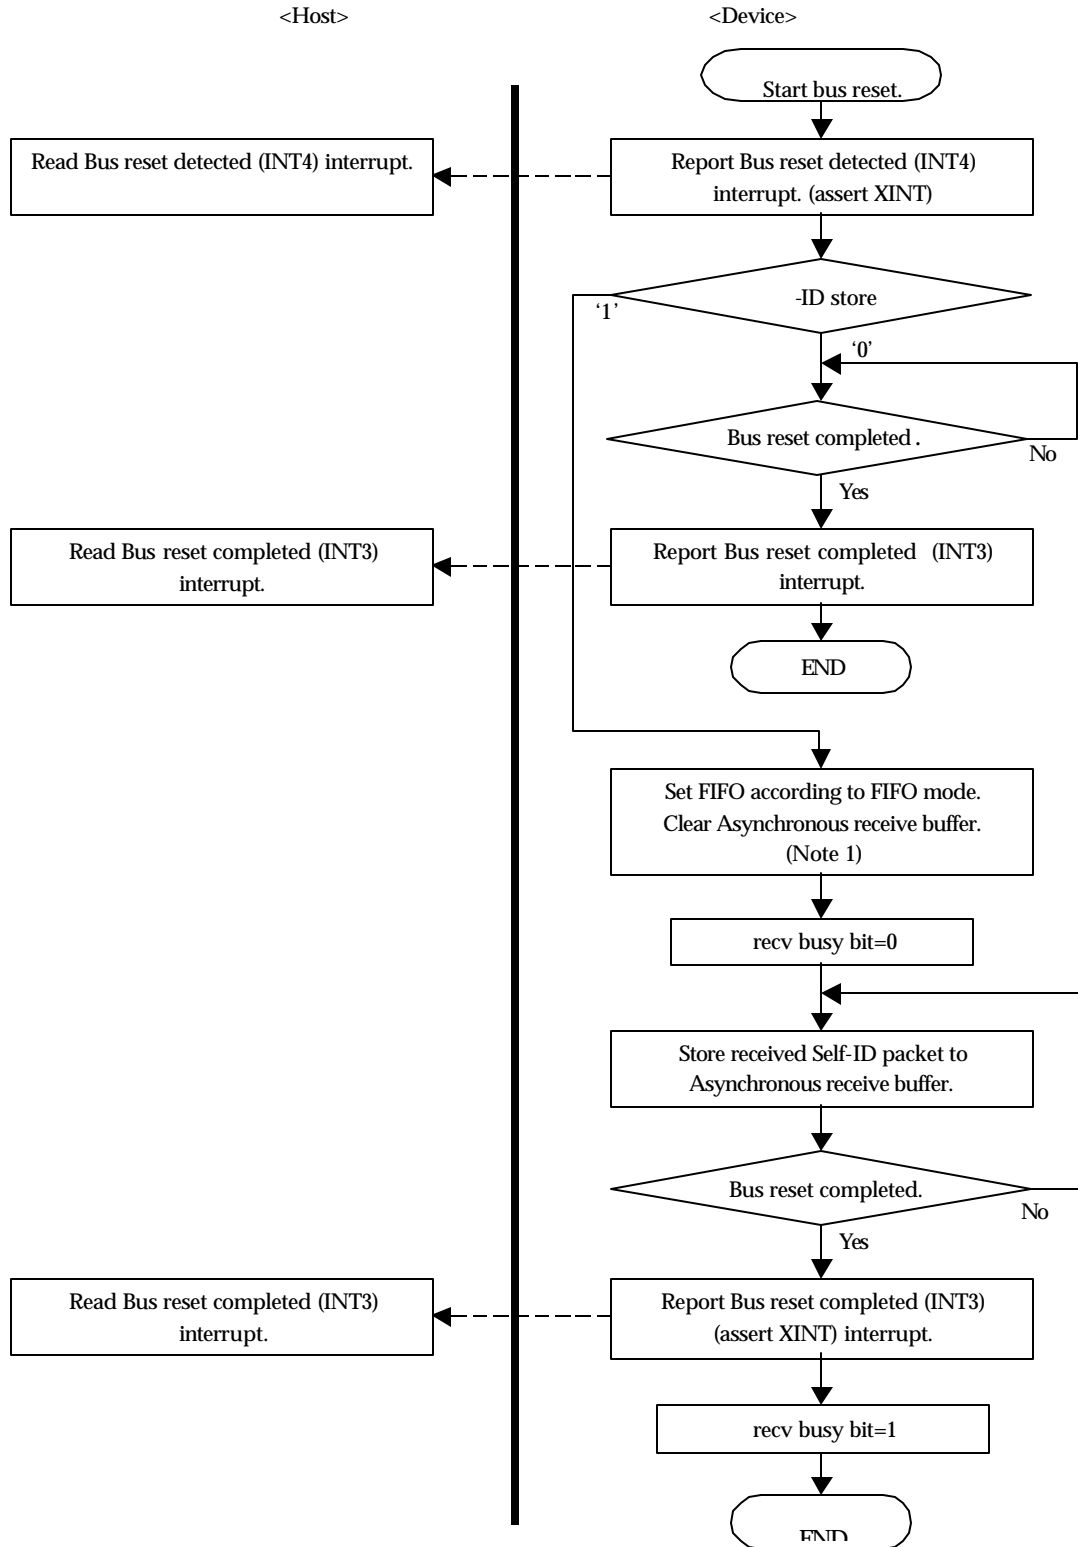 <Host>
<Device>
Start bus reset.
Read Bus reset detected (INT4) interrupt.
Report Bus reset detected (INT4)
interrupt. (assert XINT)
-ID store
‘1’
‘0’
Bus reset completed.
No
Yes
Read Bus reset completed (INT3)
interrupt.
Report Bus reset completed (INT3)
interrupt.
END
Set FIFO according to FIFO mode.
Clear Asynchronous receive buffer.
(Note 1)
recv busy bit=0
Store received Self-ID packet to
Asynchronous receive buffer.
Bus reset completed.
No
Yes
Read Bus reset completed (INT3)
interrupt.
Report Bus reset completed (INT3)
(assert XINT) interrupt.
recv busy bit=1
END